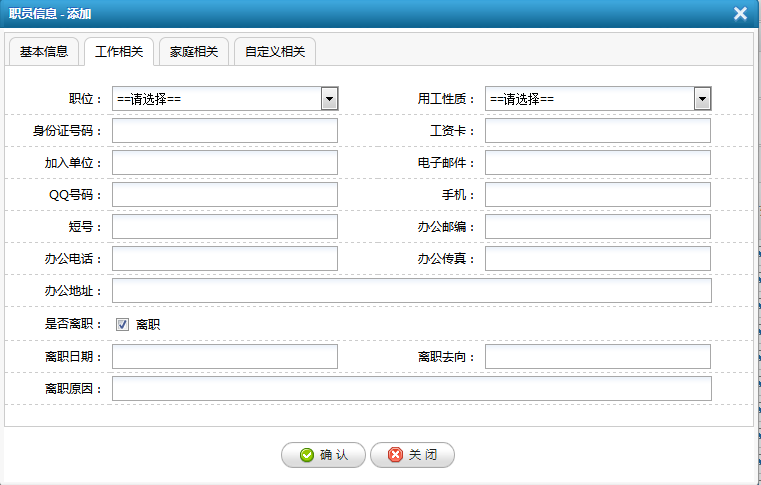 职员信息 - 添加
基本信息 工作相关 家庭相关 自定义相关
职位： ==请选择== 用工性质： ==请选择==
身份证号码： 工资卡：
加入单位： 电子邮件：
QQ号码： 手机：
短号： 办公邮编：
办公电话： 办公传真：
办公地址：
是否离职： 离职
离职日期： 离职去向：
离职原因：
确 认 关 闭